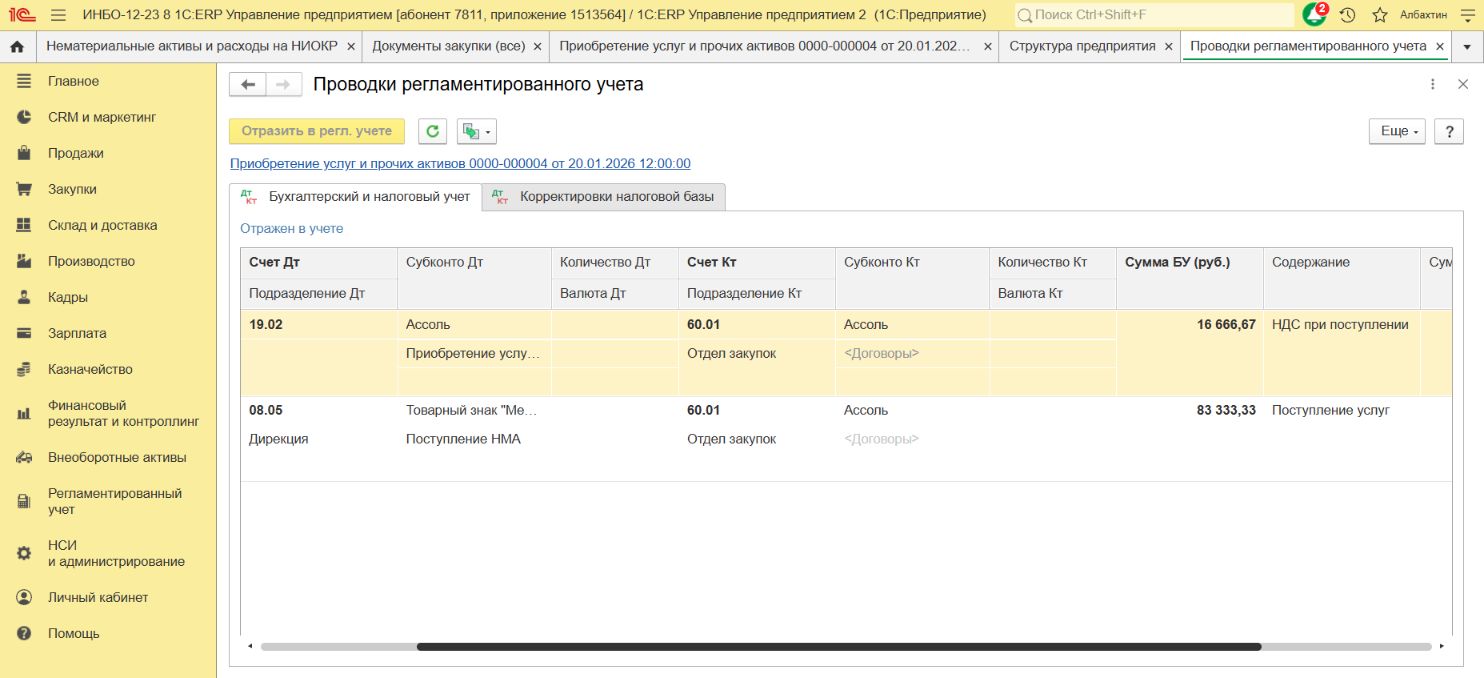 1С ИНБО-12-23 8 1С:ERP Управление предприятием [абонент 7811, приложение 1513564] / 1С:ERP Управление предприятием 2 (1С:Предприятие) Поиск Ctrl+Shift+F 2 Албахтин
Нематериальные активы и расходы на НИОКР × Документы закупки (все) × Приобретение услуг и прочих активов 0000-000004 от 20.01.202... × Структура предприятия × Проводки регламентированного учета ×
Главное
CRM и маркетинг
Продажи
Закупки
Склад и доставка
Производство
Кадры
Зарплата
Казначейство
Финансовый
результат и контроллинг
Внеоборотные активы
Регламентированный
учет
НСИ
и администрирование
Личный кабинет
Помощь
Проводки регламентированного учета
Отразить в регл. учете Еще ?
Приобретение услуг и прочих активов 0000-000004 от 20.01.2026 12:00:00
Дт Кт Бухгалтерский и налоговый учет Дт Кт Корректировки налоговой базы
Отражен в учете
Счет Дт Субконто Дт Количество Дт Счет Кт Субконто Кт Количество Кт Сумма БУ (руб.) Содержание Сум
Подразделение Дт Валюта Дт Подразделение Кт Валюта Кт
19.02 Ассоль 60.01 Ассоль 16 666,67 НДС при поступлении
Приобретение услу... Отдел закупок <Договоры>
08.05 Товарный знак "Ме... 60.01 Ассоль 83 333,33 Поступление услуг
Дирекция Поступление НМА Отдел закупок <Договоры>